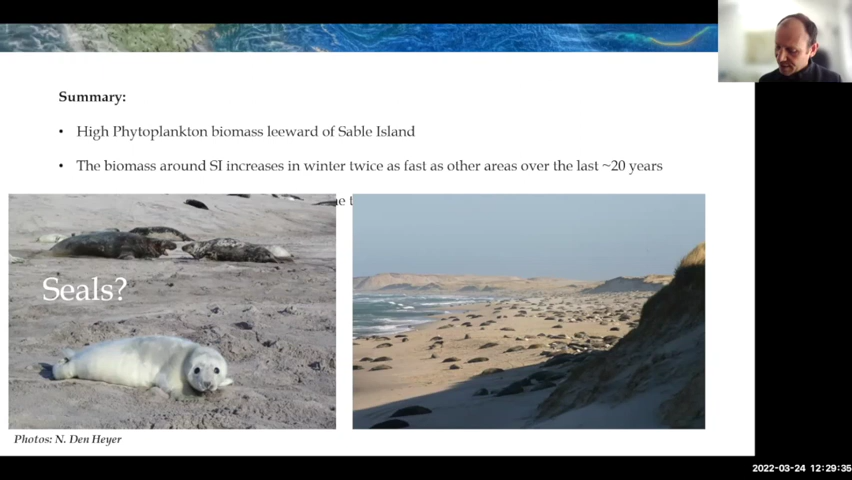 Summary:
• High Phytoplankton biomass leeward of Sable Island
• The biomass around SI increases in winter twice as fast as other areas over the last ~20 years
Seals?
Photos: N. Den Heyer
2022-03-24 12:29:35